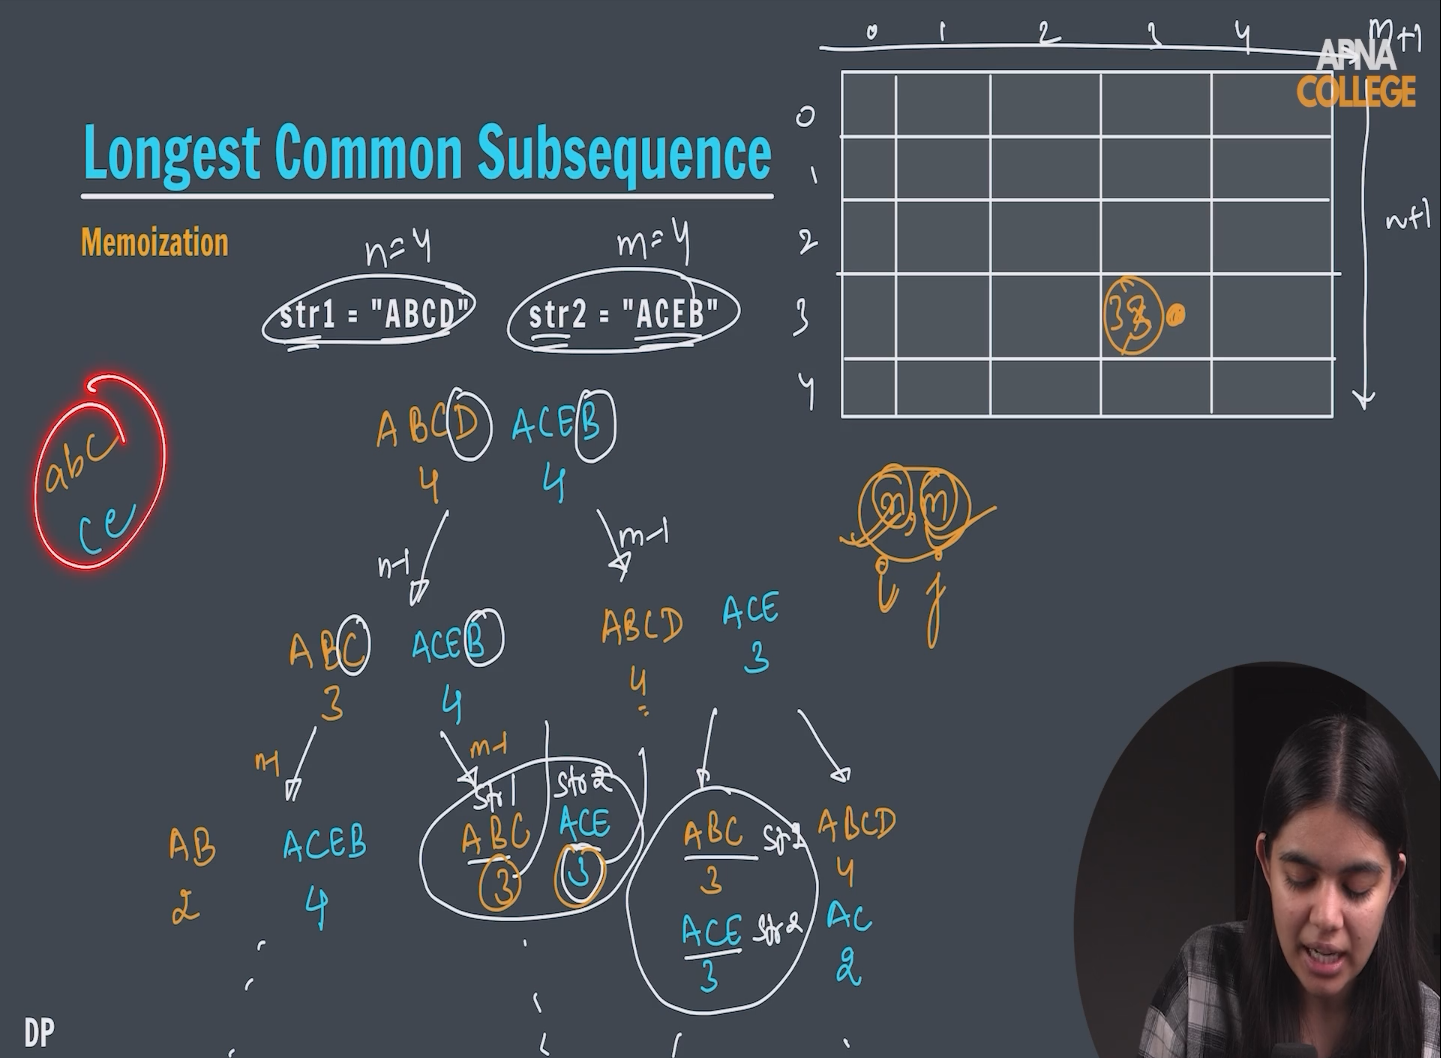 0 1 2 3 4 m+1
APNA
COLLEGE
0
1
2
3
4
n+1
Longest Common Subsequence
Memoization
n=4 m=4
str1 = "ABCD" str2 = "ACEB"
abc
ce
ABCD ACEB
4 4
n-1 m-1
n m
i j
ABC ACEB
3 4
ABCD ACE
4 3
n-1 m-1
str1 str2
AB ACEB
2 4
ABC ACE
3 3
ABC
3
ACE str2
3
ABCD
4
AC
2
DP